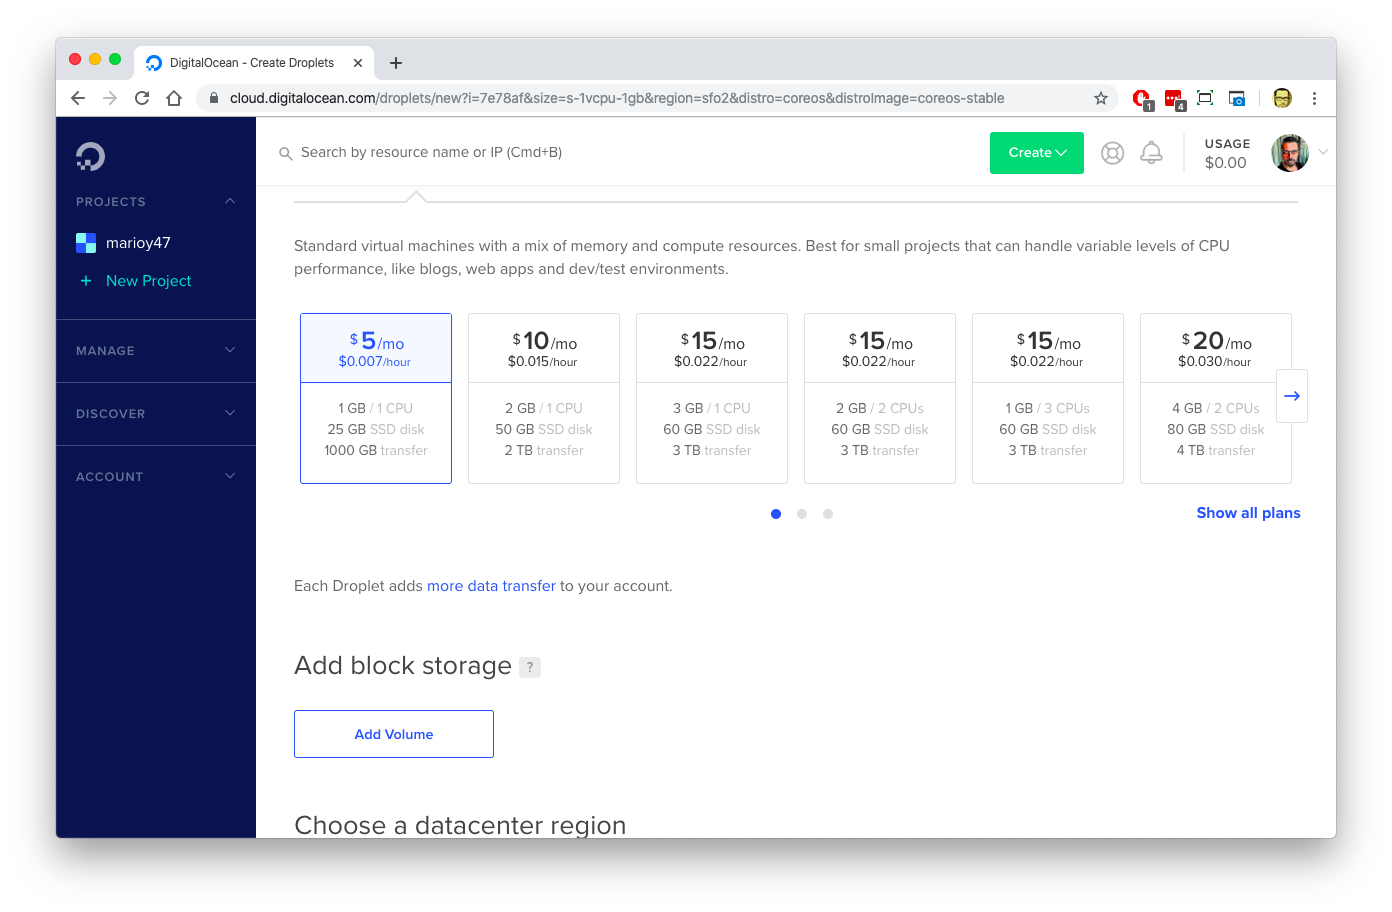 DigitalOcean - Create Droplets
cloud.digitalocean.com/droplets/new?i=7e78af&size=s-1vcpu-1gb&region=sfo2&distro=coreos&distroImage=coreos-stable
1
4
Search by resource name or IP (Cmd+B)
Create
USAGE
$0.00
PROJECTS
marioy47
+ New Project
MANAGE
DISCOVER
ACCOUNT
Standard virtual machines with a mix of memory and compute resources. Best for small projects that can handle variable levels of CPU
performance, like blogs, web apps and dev/test environments.
$5/mo
$0.007/hour
1 GB / 1 CPU
25 GB SSD disk
1000 GB transfer
$10/mo
$0.015/hour
2 GB / 1 CPU
50 GB SSD disk
2 TB transfer
$15/mo
$0.022/hour
3 GB / 1 CPU
60 GB SSD disk
3 TB transfer
$15/mo
$0.022/hour
2 GB / 2 CPUs
60 GB SSD disk
3 TB transfer
$15/mo
$0.022/hour
1 GB / 3 CPUs
60 GB SSD disk
3 TB transfer
$20/mo
$0.030/hour
4 GB / 2 CPUs
80 GB SSD disk
4 TB transfer
Show all plans
Each Droplet adds more data transfer to your account.
Add block storage ?
Add Volume
Choose a datacenter region